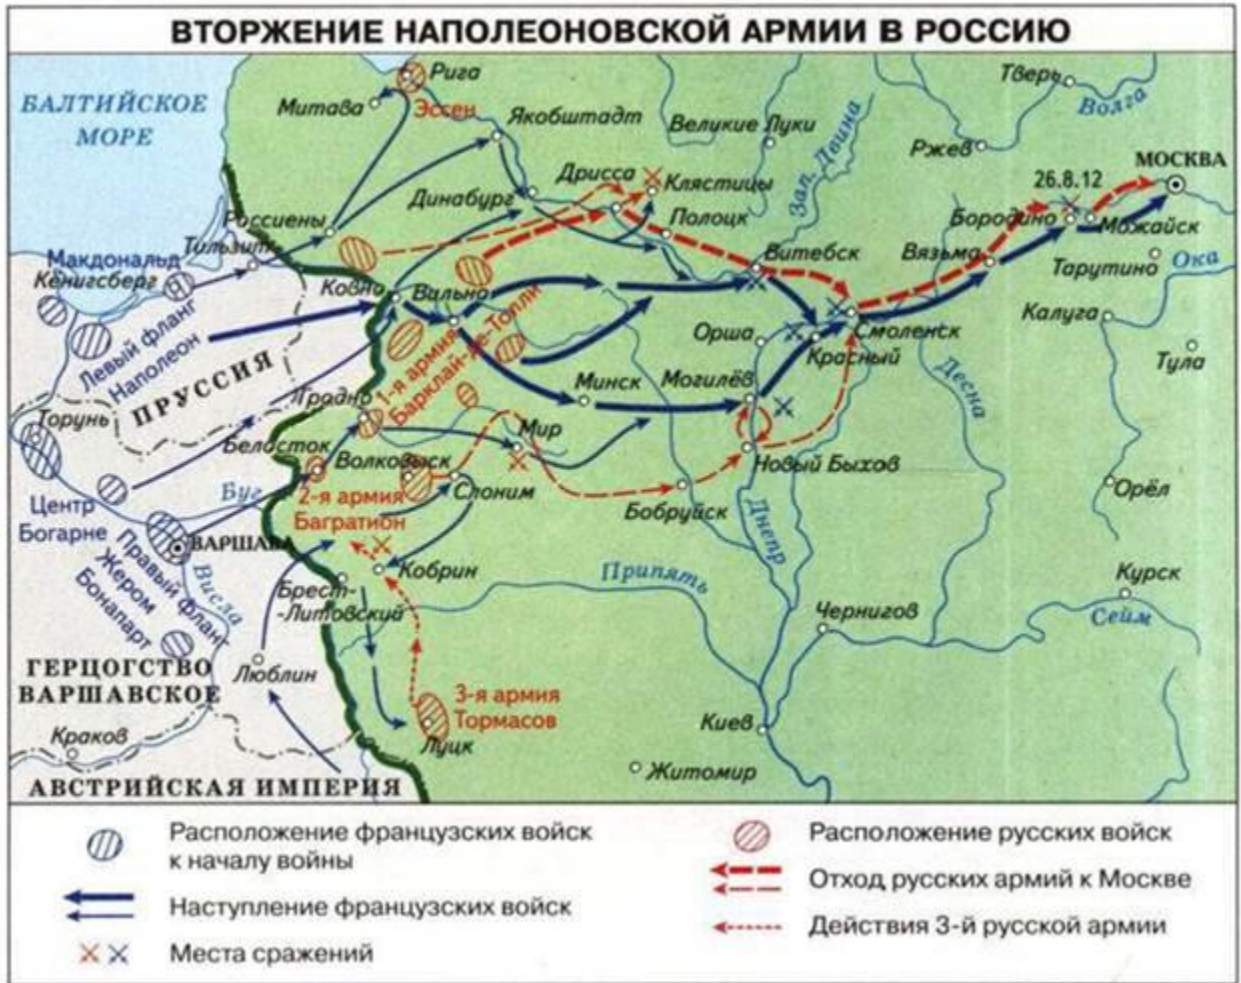 ВТОРЖЕНИЕ НАПОЛЕОНОВСКОЙ АРМИИ В РОССИЮ
БАЛТИЙСКОЕ
МОРЕ
Рига
Митава
Эссен
Якобштадт
Великие Луки
Зап. Двина
Тверь
Волга
Ржев
МОСКВА
26.8.12
Бородино
Можайск
Дрисса
Клястицы
Динабург
Полоцк
Россиены
Тильзит
Макдональд
Кёнигсберг
Витебск
Вязьма
Тарутино
Ока
Ковно
Вильно
Левый фланг
Наполеон
ПРУССИЯ
1-я армия
Барклай-де-Толли
Орша
Смоленск
Красный
Калуга
Тула
Десна
Гродно
Минск
Могилёв
Торунь
Белосток
Мир
Волковыск
Слоним
Новый Быхов
Бобруйск
Орёл
Буг
Центр
Богарне
2-я армия
Багратион
ВАРШАВА
Висла
Правый фланг
Жером
Бонапарт
Кобрин
Брест-
-Литовский
Припять
Днепр
Чернигов
Курск
Сейм
ГЕРЦОГСТВО
ВАРШАВСКОЕ
Люблин
3-я армия
Тормасов
Луцк
Киев
Житомир
Краков
АВСТРИЙСКАЯ ИМПЕРИЯ
Расположение французских войск
к началу войны
Наступление французских войск
Места сражений
Расположение русских войск
Отход русских армий к Москве
Действия 3-й русской армии